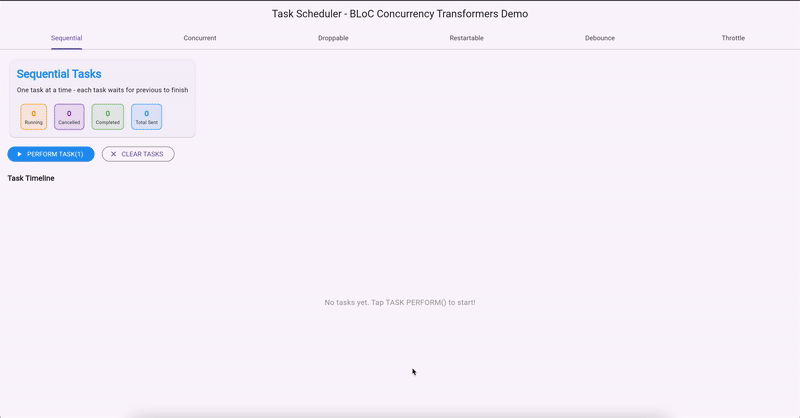 Task Scheduler - BLoC Concurrency Transformers Demo
Sequential Concurrent Droppable Restartable Debounce Throttle
Sequential Tasks
One task at a time - each task waits for previous to finish
0 0 0 0
Running Cancelled Completed Total Sent
PERFORM TASK(1) CLEAR TASKS
Task Timeline
No tasks yet. Tap TASK PERFORM() to start!